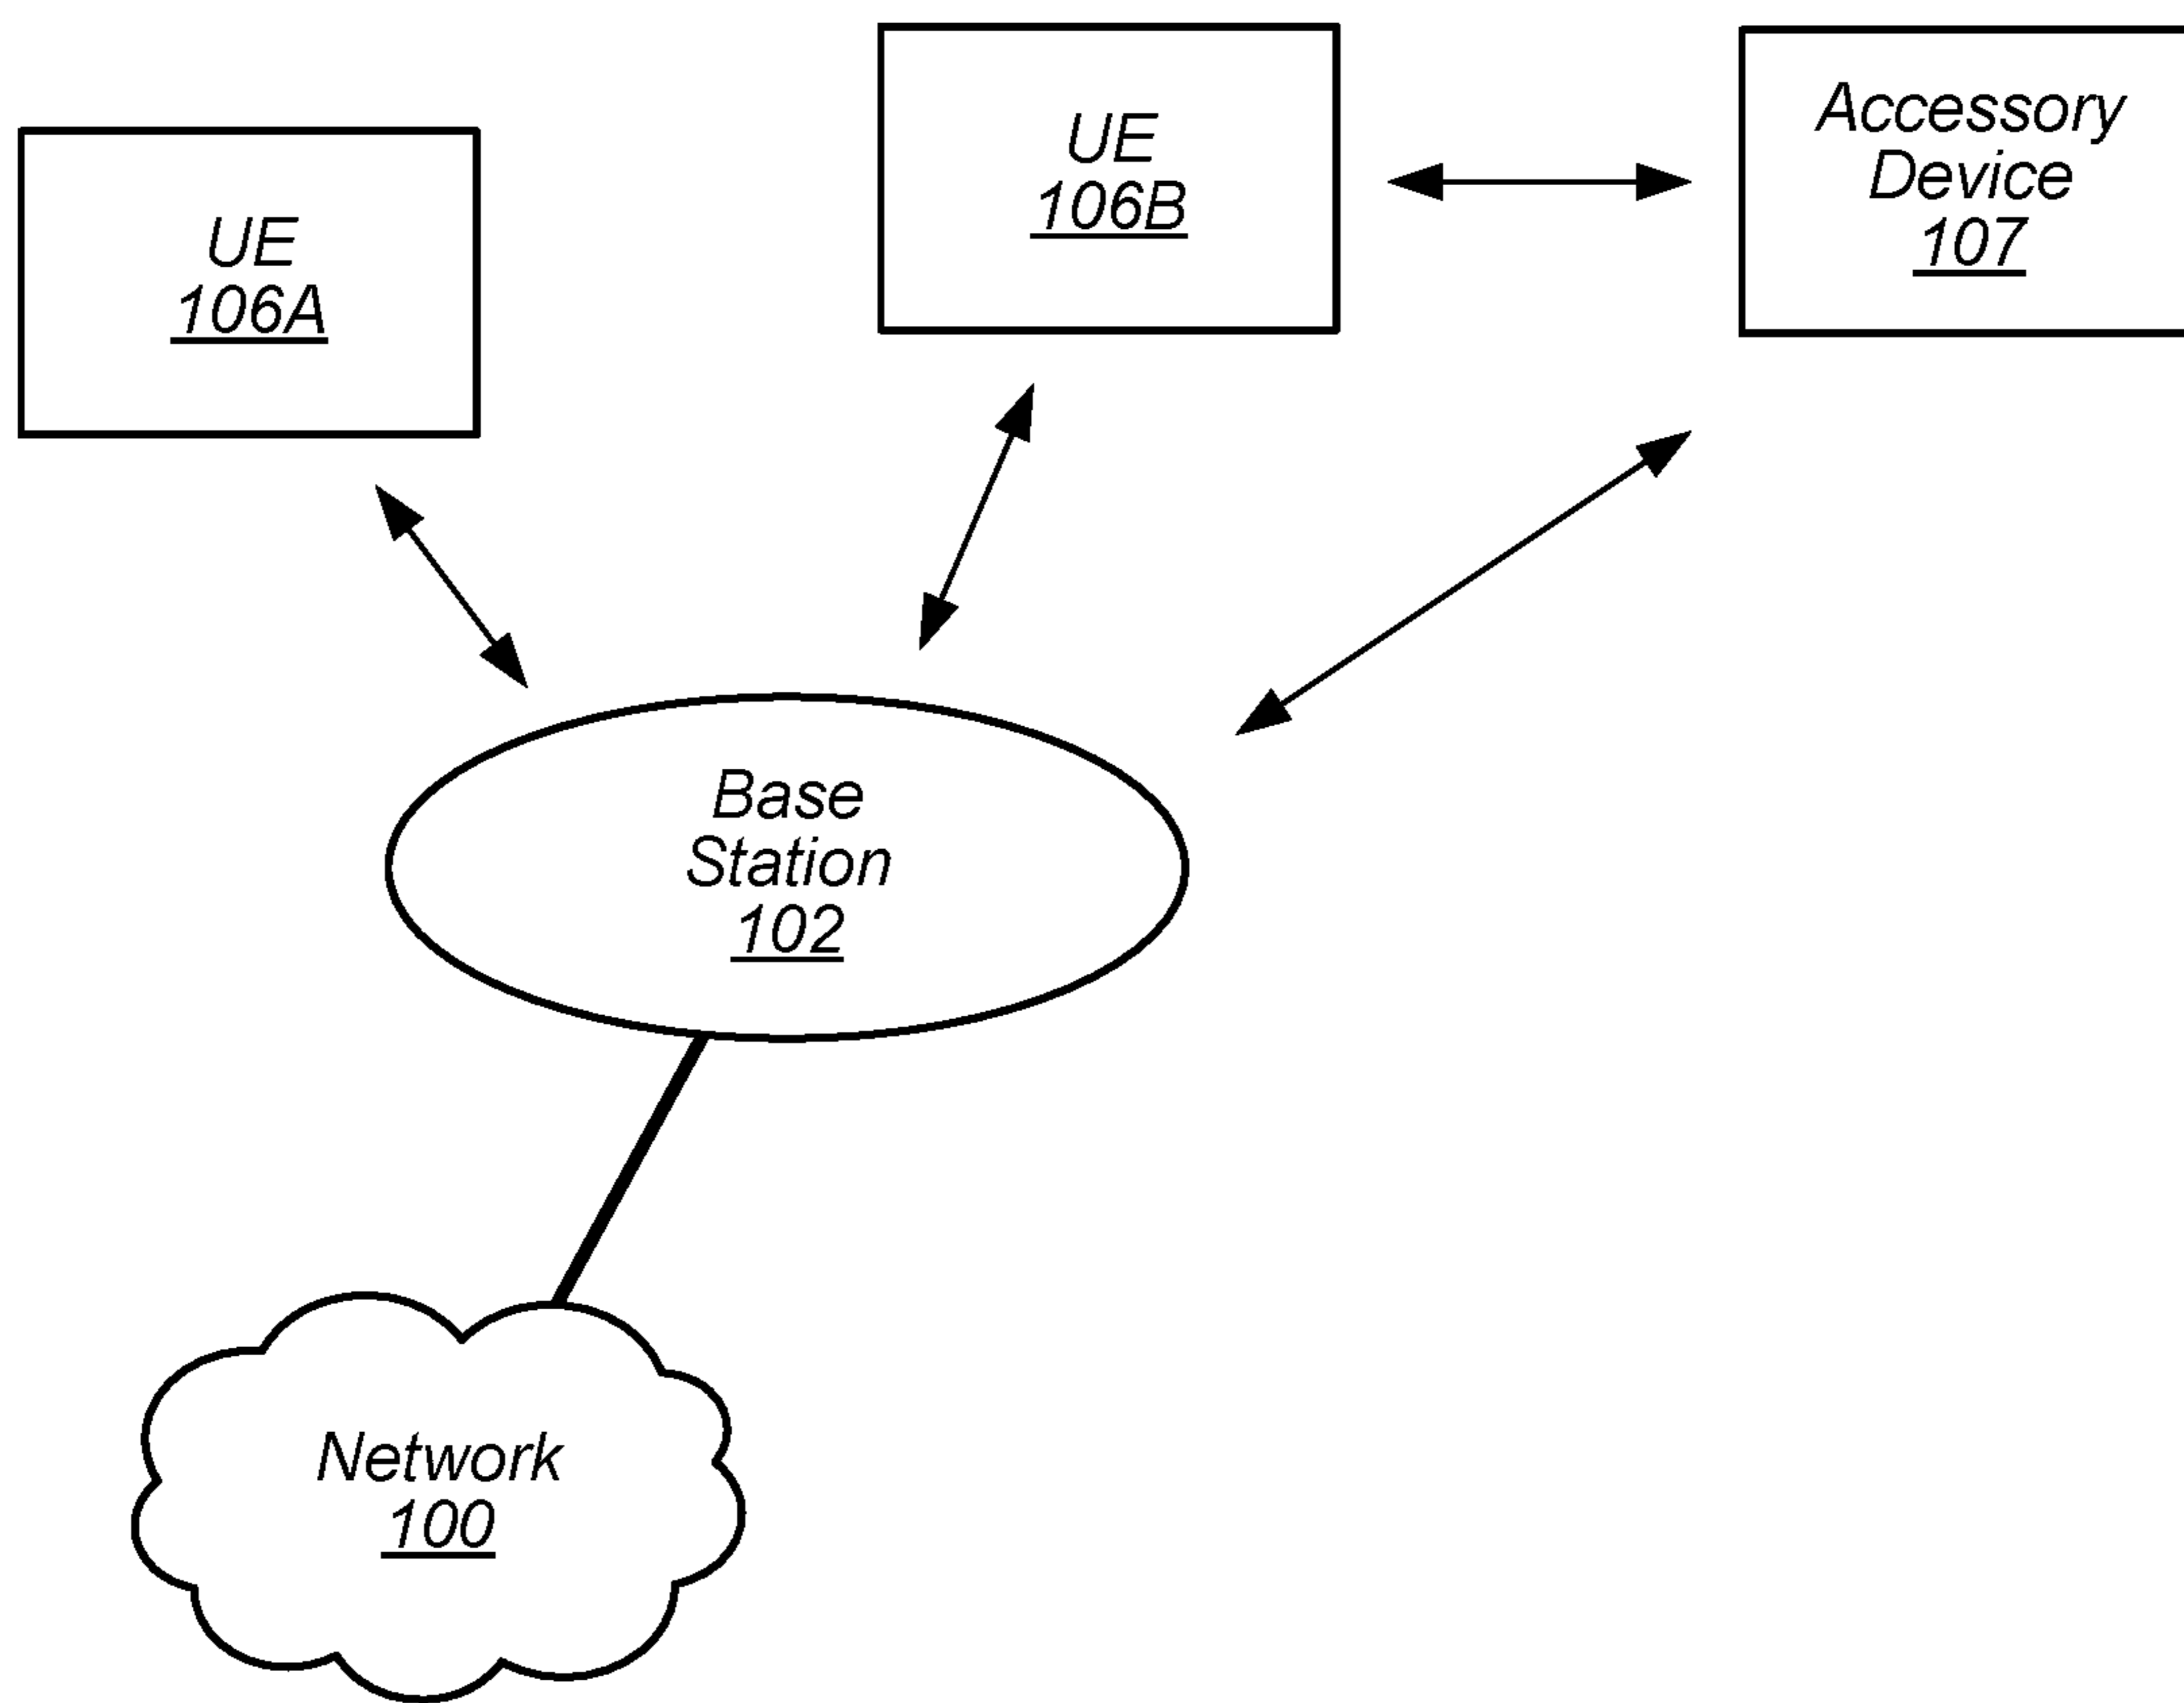 UE
106A
UE
106B
Accessory
Device
107
Base
Station
102
Network
100